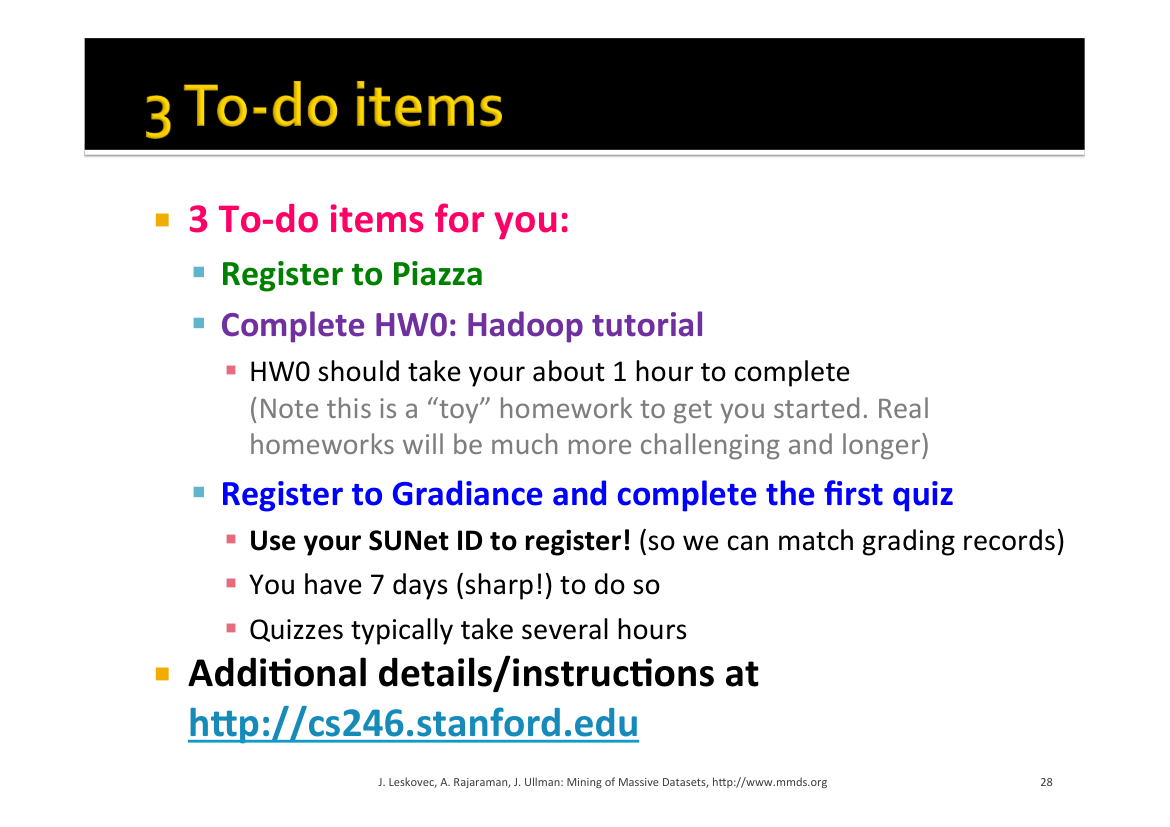 3 To-do items
3 To-do items for you:
Register to Piazza
Complete HW0: Hadoop tutorial
HW0 should take your about 1 hour to complete
(Note this is a “toy” homework to get you started. Real
homeworks will be much more challenging and longer)
Register to Gradiance and complete the first quiz
Use your SUNet ID to register! (so we can match grading records)
You have 7 days (sharp!) to do so
Quizzes typically take several hours
Additional details/instructions at
http://cs246.stanford.edu
J. Leskovec, A. Rajaraman, J. Ullman: Mining of Massive Datasets, http://www.mmds.org
28